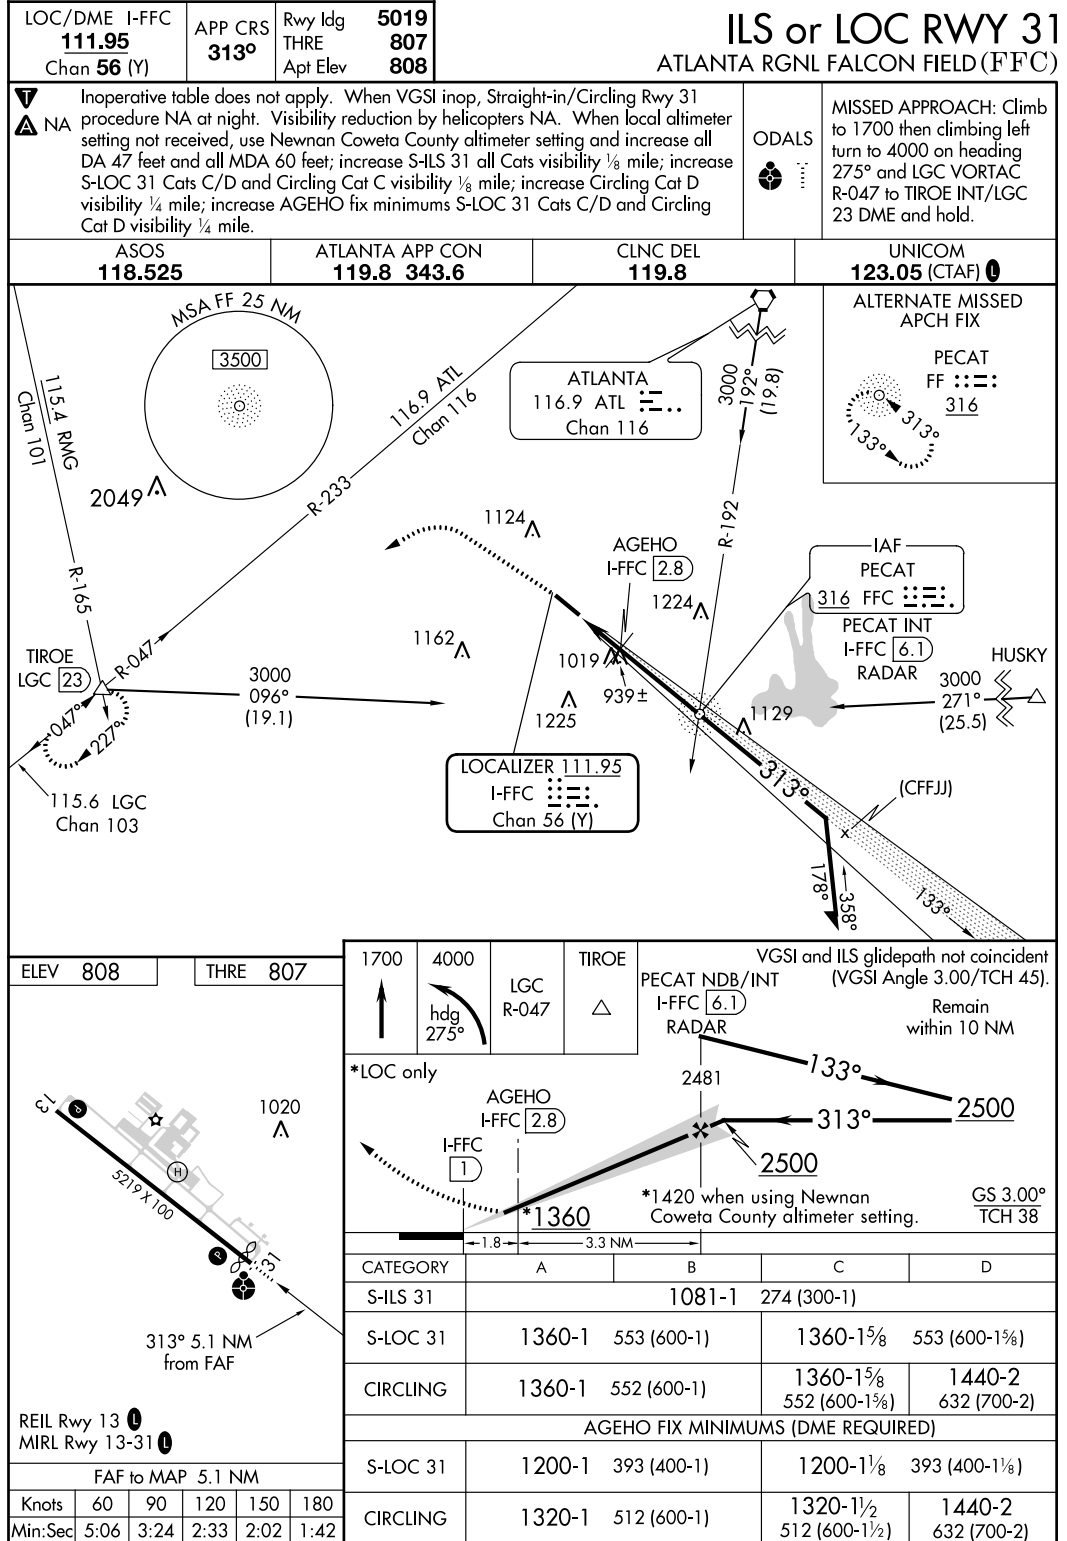 LOC/DME I-FFC
111.95
Chan 56 (Y)
APP CRS
313°
Rwy ldg 5019
THRE 807
Apt Elev 808
ILS or LOC RWY 31
ATLANTA RGNL FALCON FIELD (FFC)
T
A NA
Inoperative table does not apply. When VGSI inop, Straight-in/Circling Rwy 31
procedure NA at night. Visibility reduction by helicopters NA. When local altimeter
setting not received, use Newnan Coweta County altimeter setting and increase all
DA 47 feet and all MDA 60 feet; increase S-ILS 31 all Cats visibility ⅛ mile; increase
S-LOC 31 Cats C/D and Circling Cat C visibility ⅛ mile; increase Circling Cat D
visibility ¼ mile; increase AGEHO fix minimums S-LOC 31 Cats C/D and Circling
Cat D visibility ¼ mile.
ODALS
MISSED APPROACH: Climb
to 1700 then climbing left
turn to 4000 on heading
275° and LGC VORTAC
R-047 to TIROE INT/LGC
23 DME and hold.
ASOS
118.525
ATLANTA APP CON
119.8 343.6
CLNC DEL
119.8
UNICOM
123.05 (CTAF) L
MSA FF 25 NM
3500
115.4 RMG
Chan 101
R-165
116.9 ATL
Chan 116
R-233
ATLANTA
116.9 ATL
Chan 116
3000
192°
(19.8)
R-192
ALTERNATE MISSED
APCH FIX
PECAT
FF
316
313°
133°
2049
1124
AGEHO
I-FFC 2.8
1224
IAF
PECAT
316 FFC
PECAT INT
I-FFC 6.1
RADAR
HUSKY
3000
271°
(25.5)
1162
1019
939±
1225
1129
TIROE
LGC 23
R-047
3000
096°
(19.1)
047°
227°
115.6 LGC
Chan 103
LOCALIZER 111.95
I-FFC
Chan 56 (Y)
313°
(CFFJJ)
x
178°
358°
133°
ELEV 808
THRE 807
13
P
1020
H
5219 X 100
P
31
313° 5.1 NM
from FAF
REIL Rwy 13 L
MIRL Rwy 13-31 L
FAF to MAP 5.1 NM
Knots 60 90 120 150 180
Min:Sec 5:06 3:24 2:33 2:02 1:42
1700
4000
hdg
275°
LGC
R-047
TIROE
VGSI and ILS glidepath not coincident
(VGSI Angle 3.00/TCH 45).
PECAT NDB/INT
I-FFC 6.1
RADAR
Remain
within 10 NM
*LOC only
2481
133°
2500
AGEHO
I-FFC 2.8
313°
I-FFC
1
2500
*1360
*1420 when using Newnan
Coweta County altimeter setting.
GS 3.00°
TCH 38
1.8
3.3 NM
CATEGORY A B C D
S-ILS 31 1081-1 274 (300-1)
S-LOC 31 1360-1 553 (600-1) 1360-1⅝ 553 (600-1⅝)
CIRCLING 1360-1 552 (600-1) 1360-1⅝ 552 (600-1⅝) 1440-2 632 (700-2)
AGEHO FIX MINIMUMS (DME REQUIRED)
S-LOC 31 1200-1 393 (400-1) 1200-1⅛ 393 (400-1⅛)
CIRCLING 1320-1 512 (600-1) 1320-1½ 512 (600-1½) 1440-2 632 (700-2)